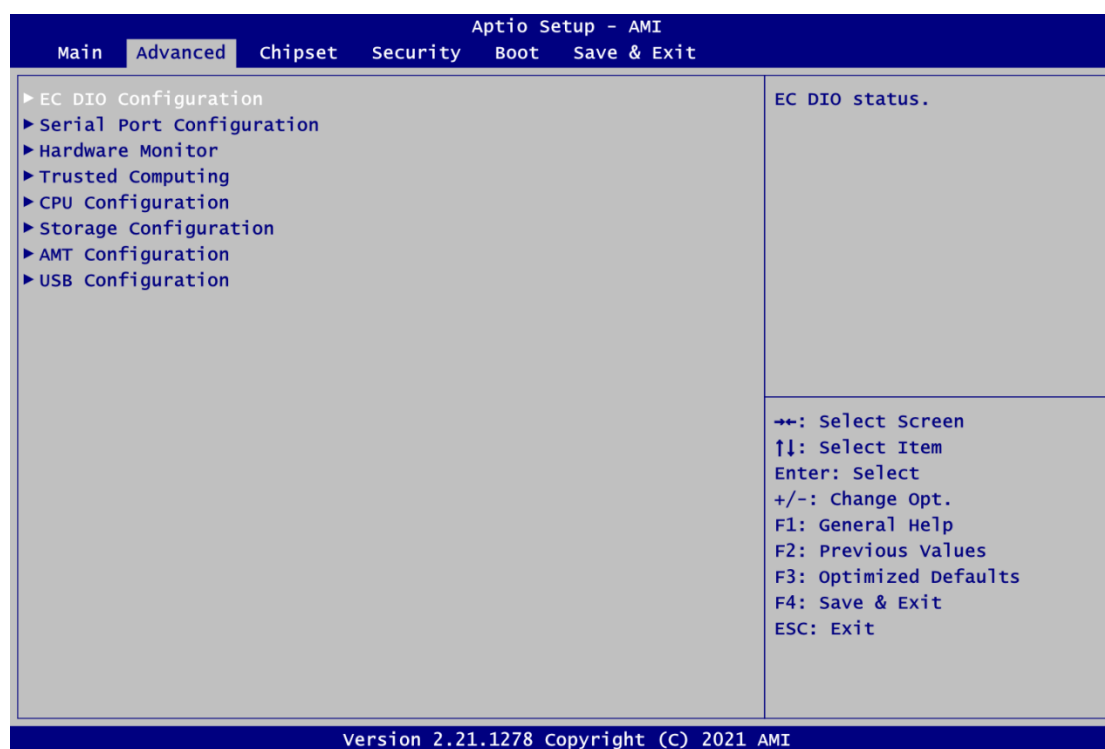 Aptio Setup – AMI
Main Advanced Chipset Security Boot Save & Exit
►EC DIO Configuration
►Serial Port Configuration
►Hardware Monitor
►Trusted Computing
►CPU Configuration
►Storage Configuration
►AMT Configuration
►USB Configuration
EC DIO status.
→←: Select Screen
↑↓: Select Item
Enter: Select
+/-: Change Opt.
F1: General Help
F2: Previous Values
F3: Optimized Defaults
F4: Save & Exit
ESC: Exit
Version 2.21.1278 Copyright (C) 2021 AMI